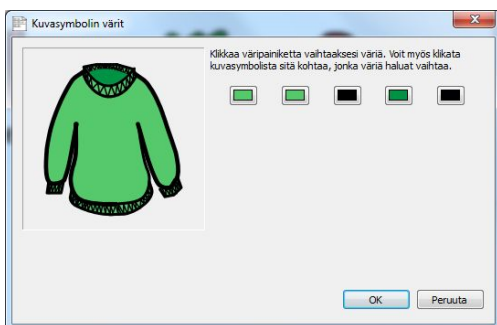 Kuvasymbolin värit
Klikkaa väripainiketta vaihtaaksesi väriä. Voit myös klikata
kuvasymbolista sitä kohtaa, jonka väriä haluat vaihtaa.
OK
Peruuta